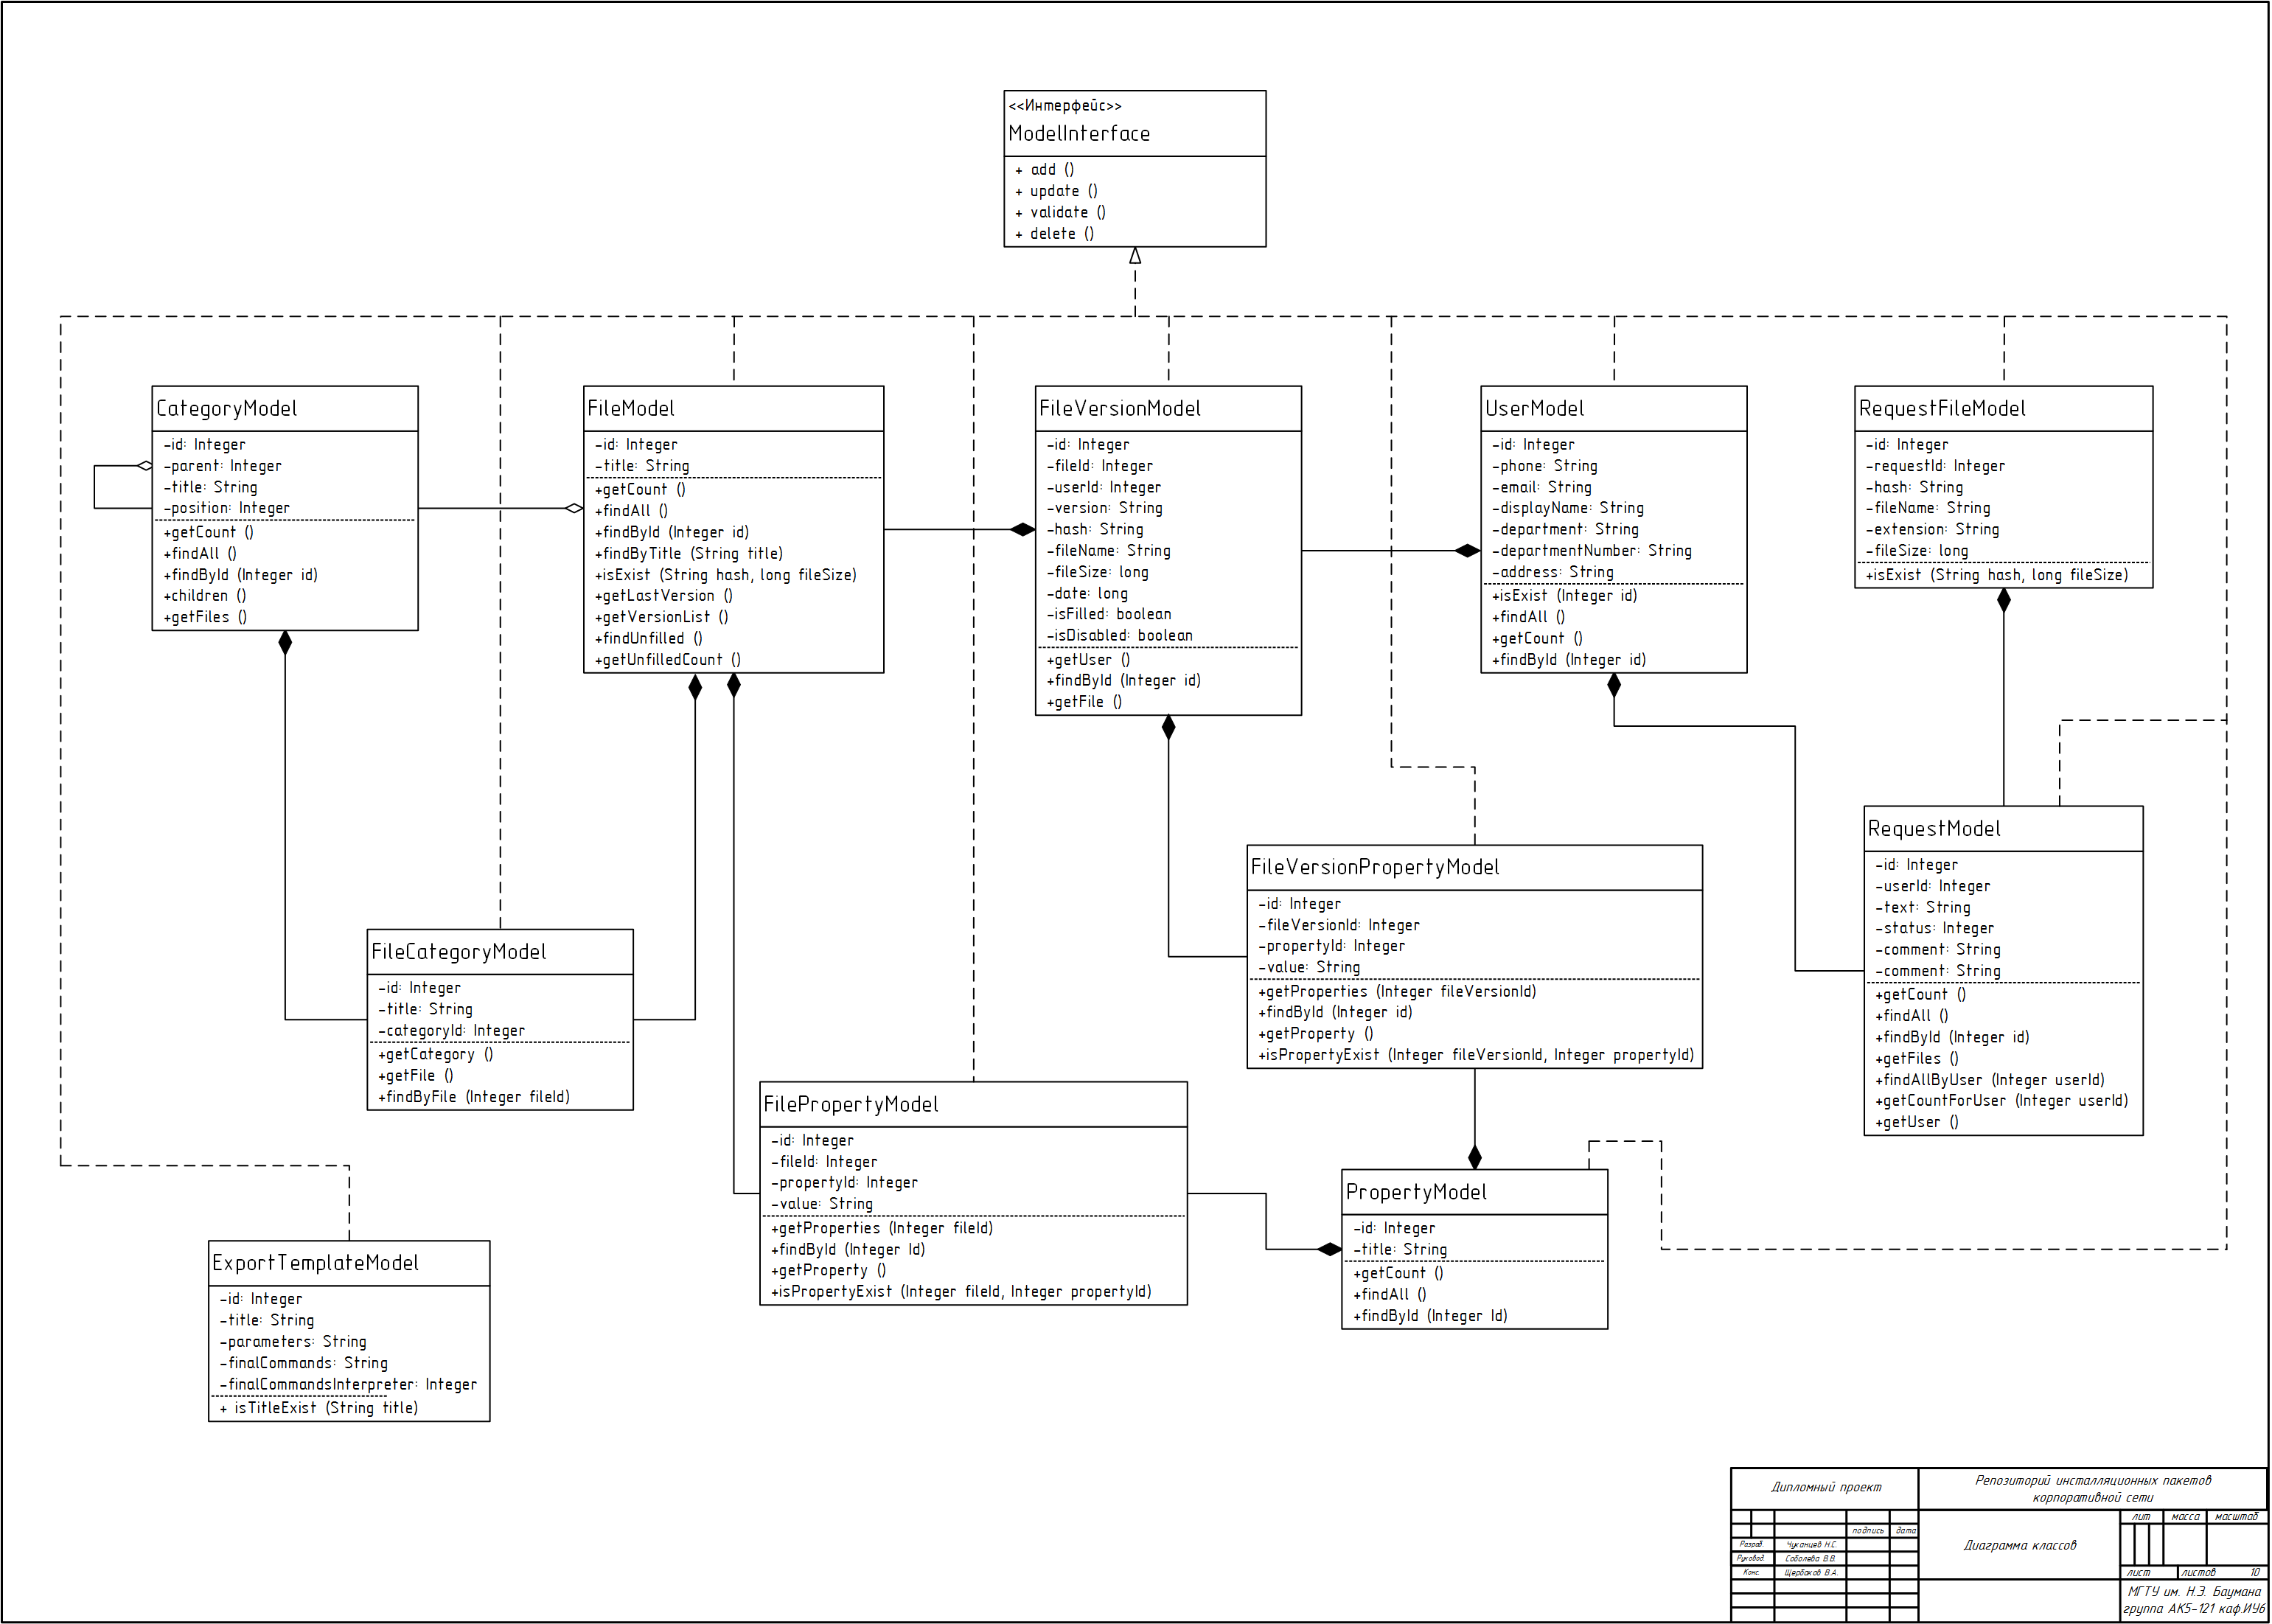 <<Интерфейс>>
ModelInterface
+ add ()
+ update ()
+ validate ()
+ delete ()
CategoryModel
-id: Integer
-parent: Integer
-title: String
-position: Integer
+getCount ()
+findAll ()
+findById (Integer id)
+children ()
+getFiles ()
FileModel
-id: Integer
-title: String
+getCount ()
+findAll ()
+findById (Integer id)
+findByTitle (String title)
+isExist (String hash, long fileSize)
+getLastVersion ()
+getVersionList ()
+findUnfilled ()
+getUnfilledCount ()
FileVersionModel
-id: Integer
-fileId: Integer
-userId: Integer
-version: String
-hash: String
-fileName: String
-fileSize: long
-date: long
-isFilled: boolean
-isDisabled: boolean
+getUser ()
+findById (Integer id)
+getFile ()
UserModel
-id: Integer
-phone: String
-email: String
-displayName: String
-department: String
-departmentNumber: String
-address: String
+isExist (Integer id)
+findAll ()
+getCount ()
+findById (Integer id)
RequestFileModel
-id: Integer
-requestId: Integer
-hash: String
-fileName: String
-extension: String
-fileSize: long
+isExist (String hash, long fileSize)
RequestModel
-id: Integer
-userId: Integer
-text: String
-status: Integer
-comment: String
-comment: String
+getCount ()
+findAll ()
+findById (Integer id)
+getFiles ()
+findAllByUser (Integer userId)
+getCountForUser (Integer userId)
+getUser ()
FileVersionPropertyModel
-id: Integer
-fileVersionId: Integer
-propertyId: Integer
-value: String
+getProperties (Integer fileVersionId)
+findById (Integer id)
+getProperty ()
+isPropertyExist (Integer fileVersionId, Integer propertyId)
FileCategoryModel
-id: Integer
-title: String
-categoryId: Integer
+getCategory ()
+getFile ()
+findByFile (Integer fileId)
FilePropertyModel
-id: Integer
-fileId: Integer
-propertyId: Integer
-value: String
+getProperties (Integer fileId)
+findById (Integer Id)
+getProperty ()
+isPropertyExist (Integer fileId, Integer propertyId)
PropertyModel
-id: Integer
-title: String
+getCount ()
+findAll ()
+findById (Integer Id)
ExportTemplateModel
-id: Integer
-title: String
-parameters: String
-finalCommands: String
-finalCommandsInterpreter: Integer
+ isTitleExist (String title)
Дипломный проект
Репозиторий инсталляционных пакетов
корпоративной сети
подпись дата
Разраб. Чуканцев Н.С.
Руковод. Соболева В.В.
Конс. Щербаков В.А.
Диаграмма классов
лит масса масштаб
лист листов 10
МГТУ им. Н.Э. Баумана
группа АК5-121 каф.ИУ6